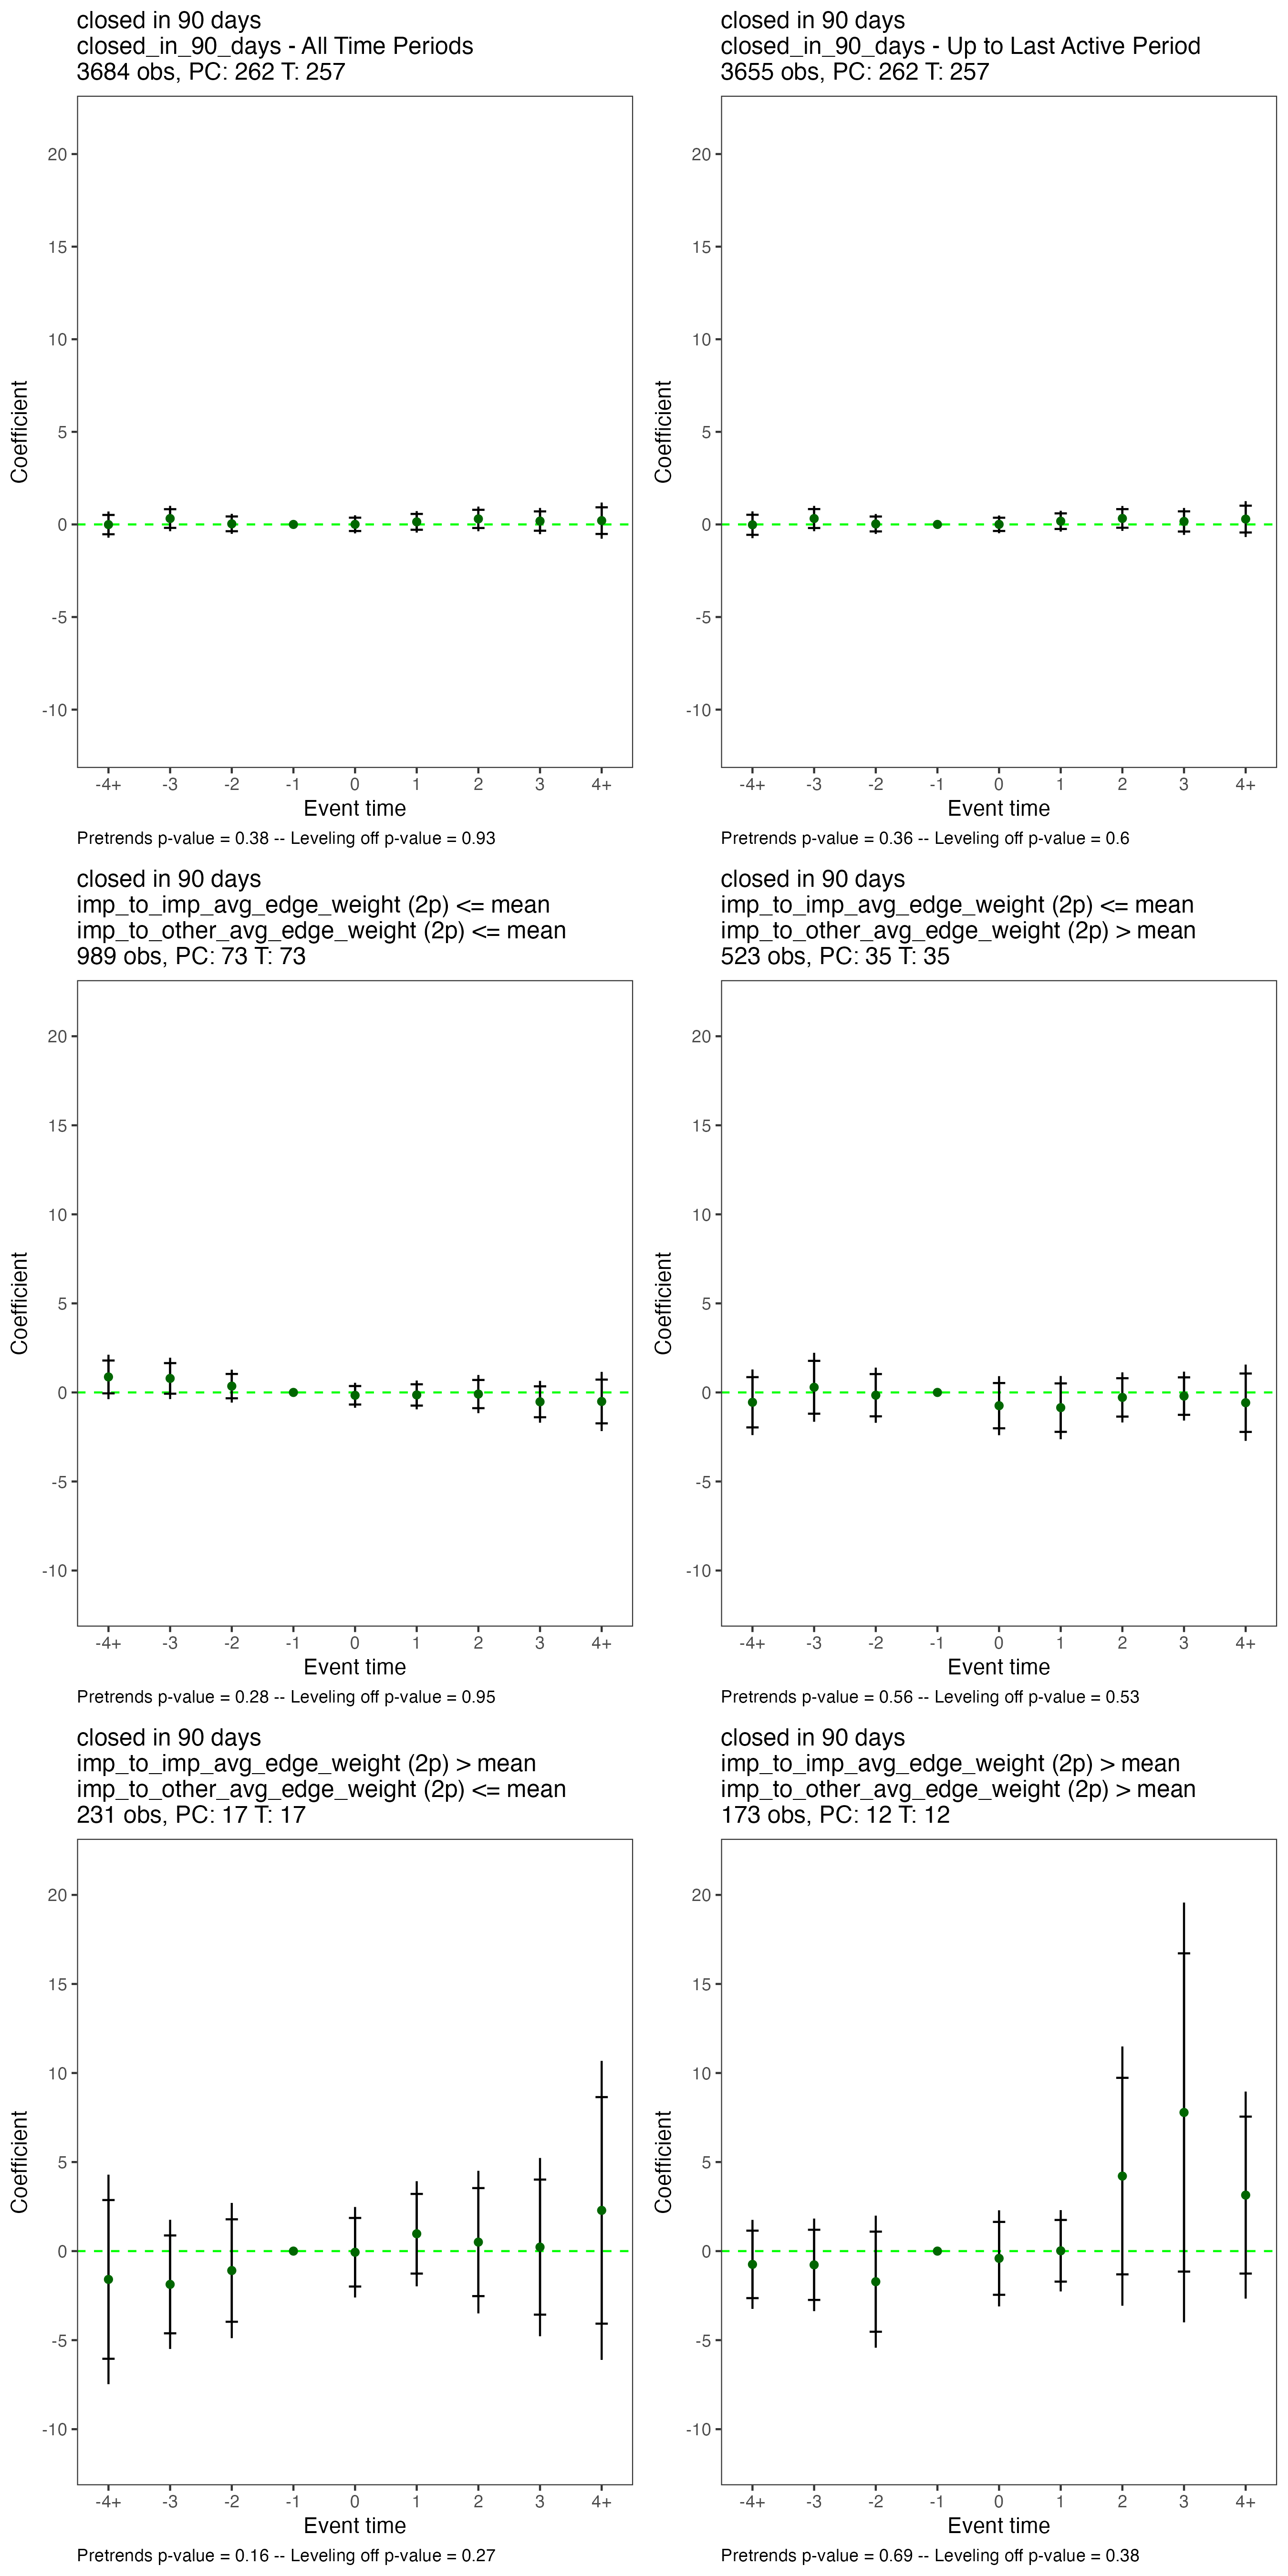 closed in 90 days
closed_in_90_days - All Time Periods
3684 obs, PC: 262 T: 257
20
15
10
5
0
-5
-10
Coefficient
-4+ -3 -2 -1 0 1 2 3 4+
Event time
Pretrends p-value = 0.38 -- Leveling off p-value = 0.93
closed in 90 days
closed_in_90_days - Up to Last Active Period
3655 obs, PC: 262 T: 257
20
15
10
5
0
-5
-10
Coefficient
-4+ -3 -2 -1 0 1 2 3 4+
Event time
Pretrends p-value = 0.36 -- Leveling off p-value = 0.6
closed in 90 days
imp_to_imp_avg_edge_weight (2p) <= mean
imp_to_other_avg_edge_weight (2p) <= mean
989 obs, PC: 73 T: 73
20
15
10
5
0
-5
-10
Coefficient
-4+ -3 -2 -1 0 1 2 3 4+
Event time
Pretrends p-value = 0.28 -- Leveling off p-value = 0.95
closed in 90 days
imp_to_imp_avg_edge_weight (2p) <= mean
imp_to_other_avg_edge_weight (2p) > mean
523 obs, PC: 35 T: 35
20
15
10
5
0
-5
-10
Coefficient
-4+ -3 -2 -1 0 1 2 3 4+
Event time
Pretrends p-value = 0.56 -- Leveling off p-value = 0.53
closed in 90 days
imp_to_imp_avg_edge_weight (2p) > mean
imp_to_other_avg_edge_weight (2p) <= mean
231 obs, PC: 17 T: 17
20
15
10
5
0
-5
-10
Coefficient
-4+ -3 -2 -1 0 1 2 3 4+
Event time
Pretrends p-value = 0.16 -- Leveling off p-value = 0.27
closed in 90 days
imp_to_imp_avg_edge_weight (2p) > mean
imp_to_other_avg_edge_weight (2p) > mean
173 obs, PC: 12 T: 12
20
15
10
5
0
-5
-10
Coefficient
-4+ -3 -2 -1 0 1 2 3 4+
Event time
Pretrends p-value = 0.69 -- Leveling off p-value = 0.38